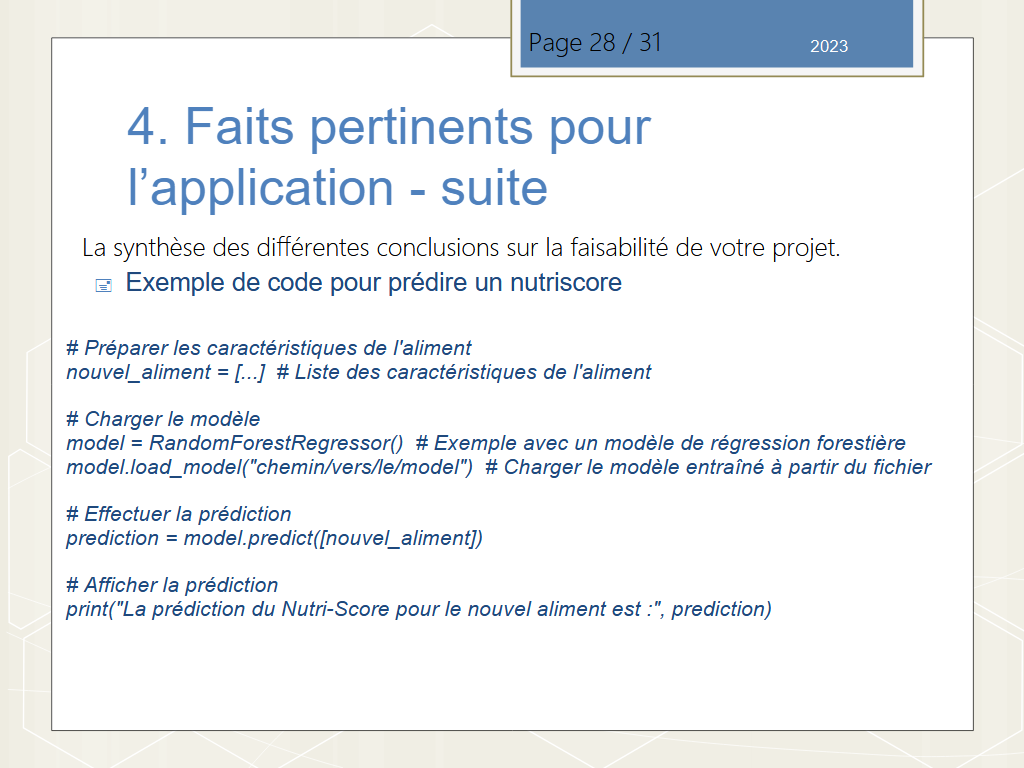 Page 28 / 31
2023
4. Faits pertinents pour
l’application - suite
La synthèse des différentes conclusions sur la faisabilité de votre projet.
Exemple de code pour prédire un nutriscore
# Préparer les caractéristiques de l'aliment
nouvel_aliment = [...]  # Liste des caractéristiques de l'aliment
# Charger le modèle
model = RandomForestRegressor()  # Exemple avec un modèle de régression forestière
model.load_model("chemin/vers/le/model")  # Charger le modèle entraîné à partir du fichier
# Effectuer la prédiction
prediction = model.predict([nouvel_aliment])
# Afficher la prédiction
print("La prédiction du Nutri-Score pour le nouvel aliment est :", prediction)